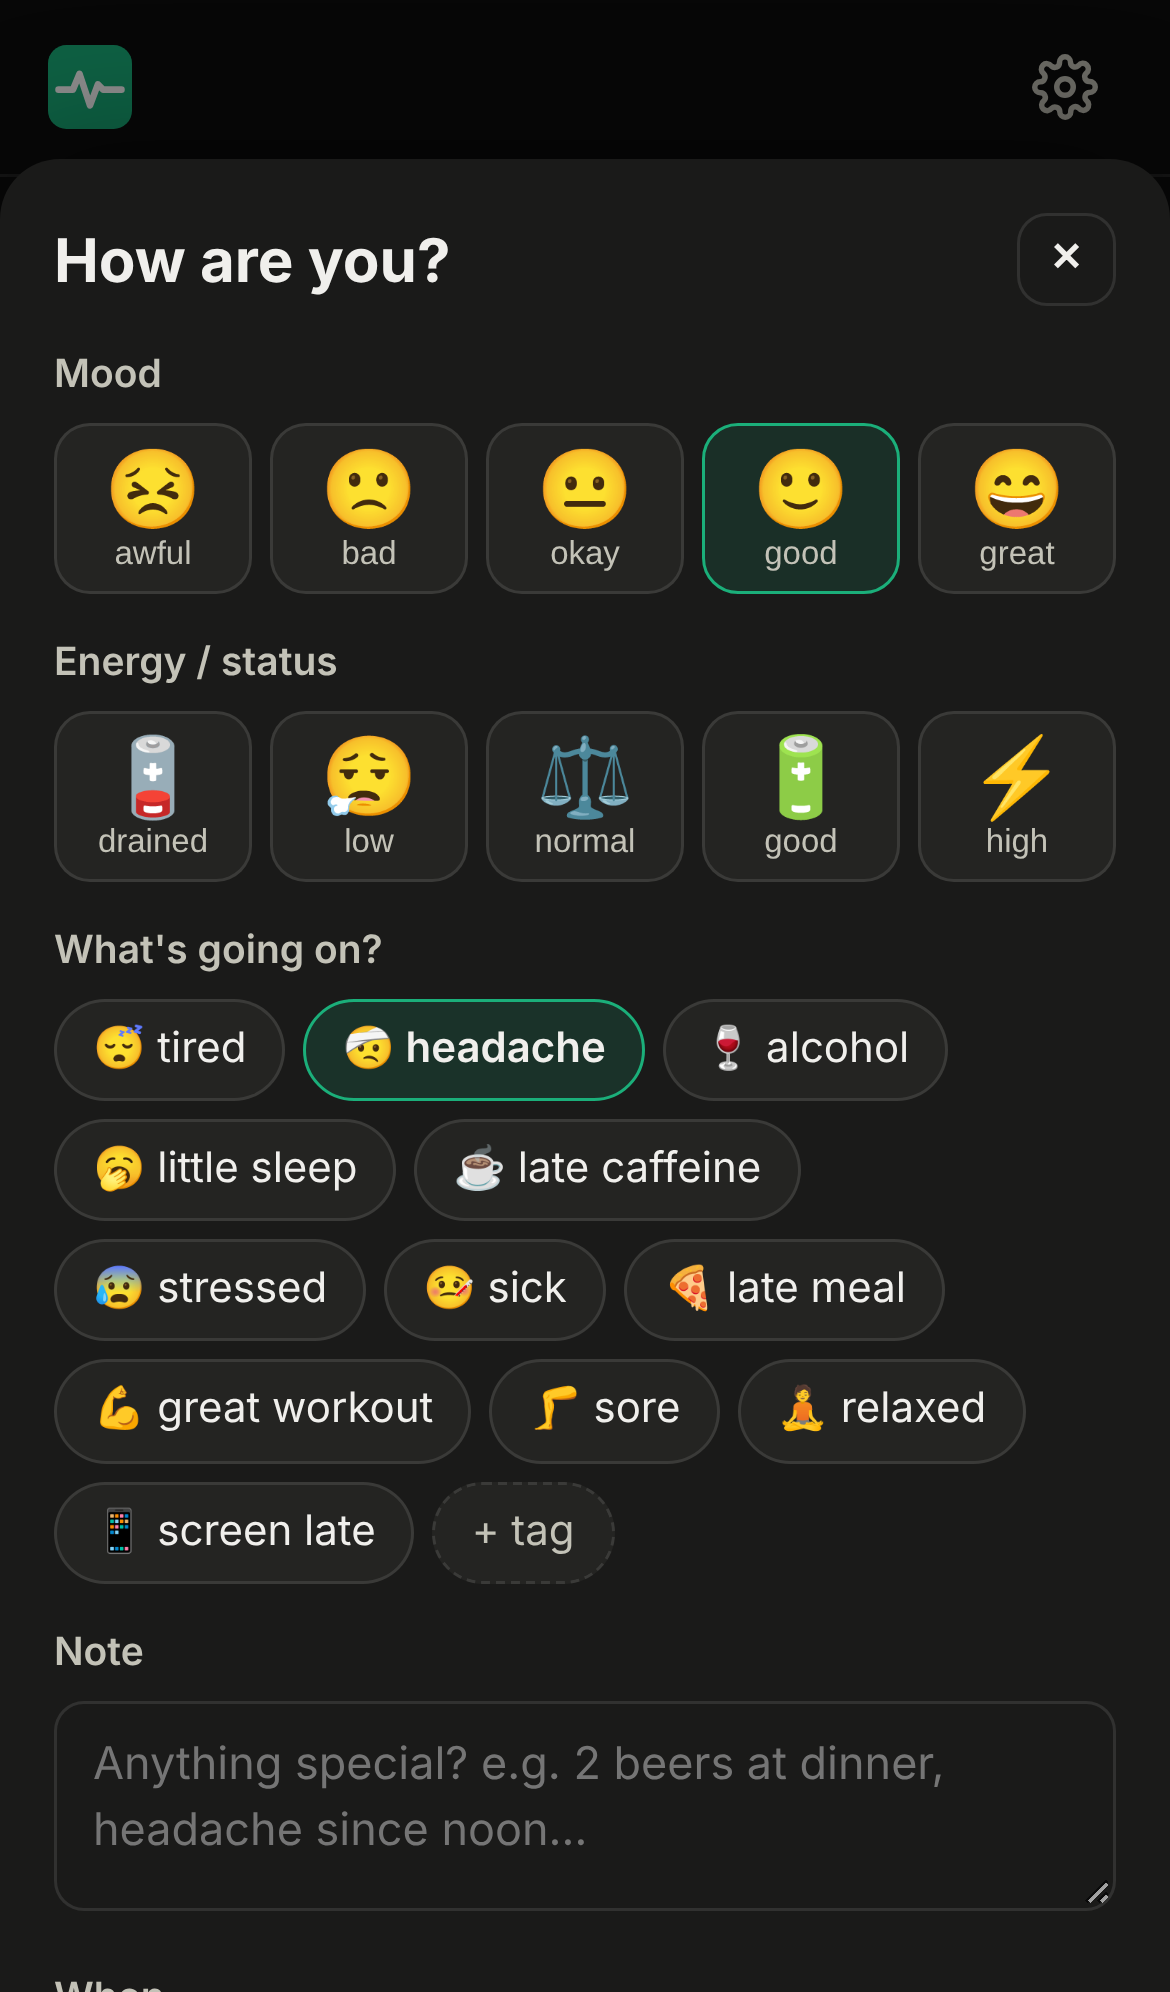 How are you?
×
Mood
awful bad okay good great
Energy / status
drained low normal good high
What's going on?
tired headache alcohol
little sleep late caffeine
stressed sick late meal
great workout sore relaxed
screen late + tag
Note
Anything special? e.g. 2 beers at dinner,
headache since noon...
When